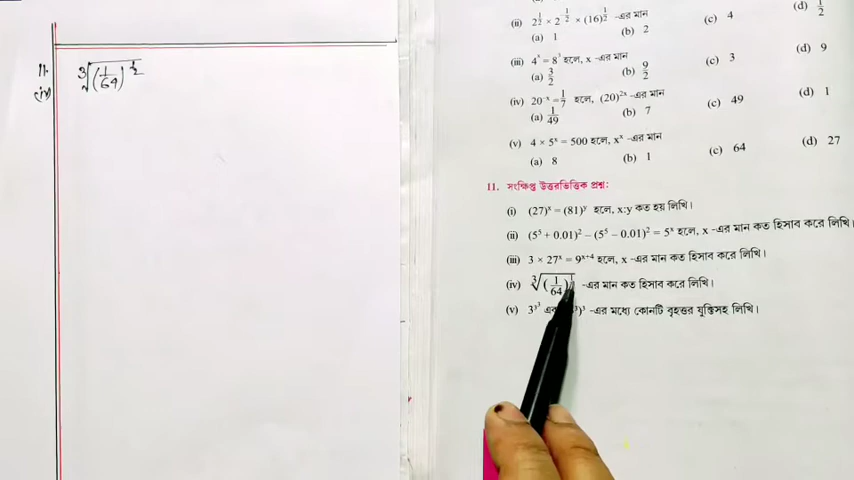 11.
(iv) ∛(1/64)^½
(d) 1/2
(ii) 2^½ × 2^-½ × (16)^½ -এর মান
(a) 1 (b) 2 (c) 4
(iii) 4^x = 8^3 হলে, x -এর মান
(a) 3/2 (b) 9/2 (c) 3 (d) 9
(iv) 20^-x = 1/7 হলে, (20)^2x -এর মান
(a) 1/49 (b) 7 (c) 49 (d) 1
(v) 4 × 5^x = 500 হলে, x^x -এর মান
(a) 8 (b) 1 (c) 64 (d) 27
11. সংক্ষিপ্ত উত্তরভিত্তিক প্রশ্ন:
(i) (27)^x = (81)^y হলে, x:y কত হয় লিখি।
(ii) (5^5 + 0.01)^2 – (5^5 – 0.01)^2 = 5^x হলে, x -এর মান কত হিসাব করে লিখি।
(iii) 3 × 27^x = 9^x+4 হলে, x -এর মান কত হিসাব করে লিখি।
(iv) ∛(1/64) -এর মান কত হিসাব করে লিখি।
(v) 3^3^3 )^3 -এর মধ্যে কোনটি বৃহত্তর যুক্তিসহ লিখি।